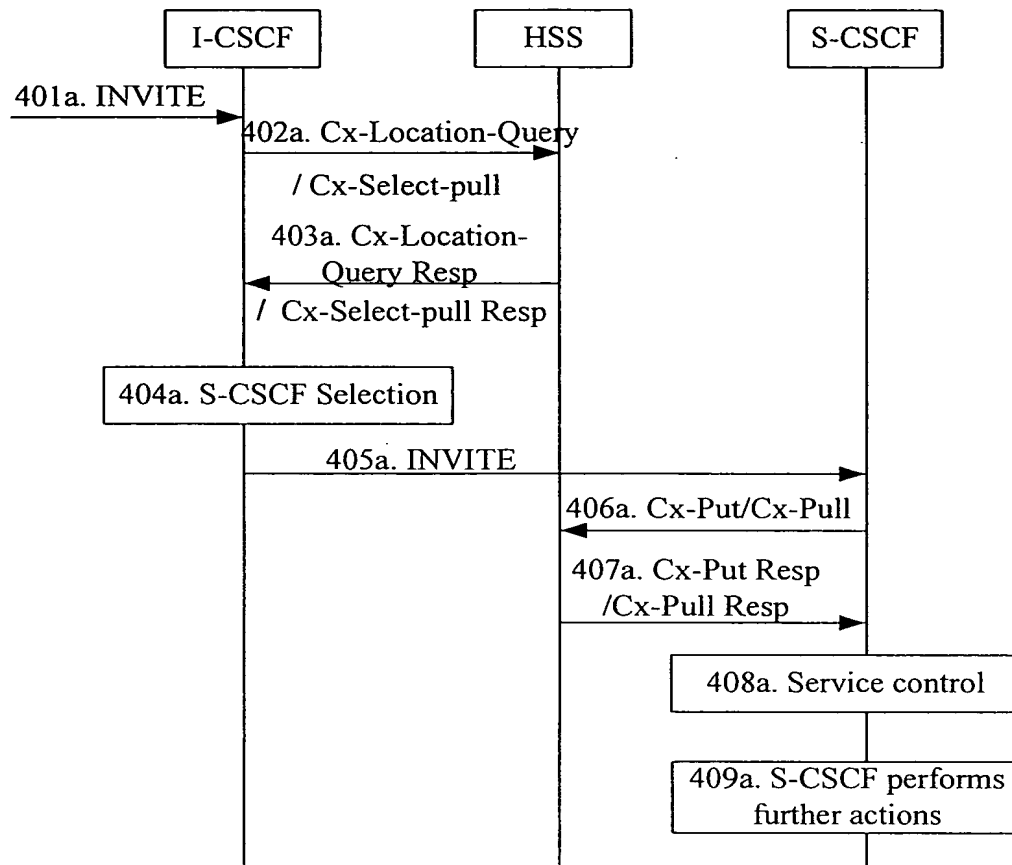 I-CSCF
HSS
S-CSCF
401a. INVITE
402a. Cx-Location-Query
/ Cx-Select-pull
403a. Cx-Location-
Query Resp
/ Cx-Select-pull Resp
404a. S-CSCF Selection
405a. INVITE
406a. Cx-Put/Cx-Pull
407a. Cx-Put Resp
/Cx-Pull Resp
408a. Service control
409a. S-CSCF performs
further actions